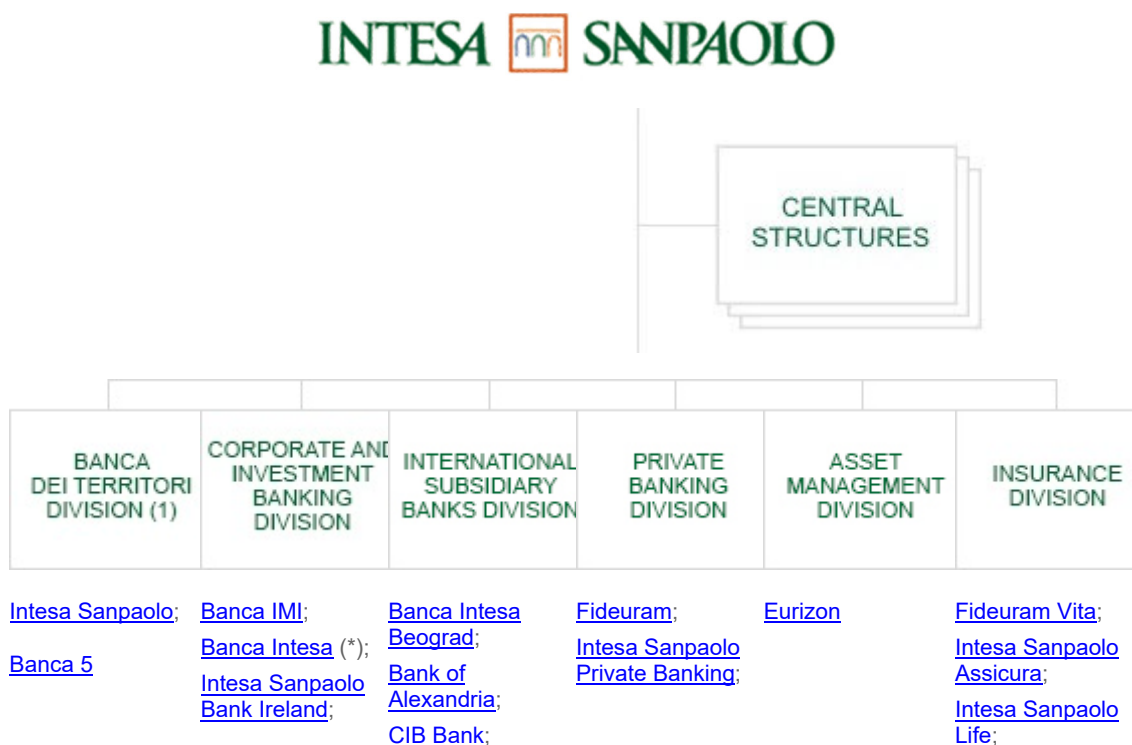 INTESA SANPAOLO
CENTRAL
STRUCTURES
BANCA
DEI TERRITORI
DIVISION (1)
CORPORATE AND
INVESTMENT
BANKING
DIVISION
INTERNATIONAL
SUBSIDIARY
BANKS DIVISION
PRIVATE
BANKING
DIVISION
ASSET
MANAGEMENT
DIVISION
INSURANCE
DIVISION
Intesa Sanpaolo;
Banca 5
Banca IMI;
Banca Intesa (*);
Intesa Sanpaolo
Bank Ireland;
Banca Intesa
Beograd;
Bank of
Alexandria;
CIB Bank;
Fideuram;
Intesa Sanpaolo
Private Banking;
Eurizon
Fideuram Vita;
Intesa Sanpaolo
Assicura;
Intesa Sanpaolo
Life;